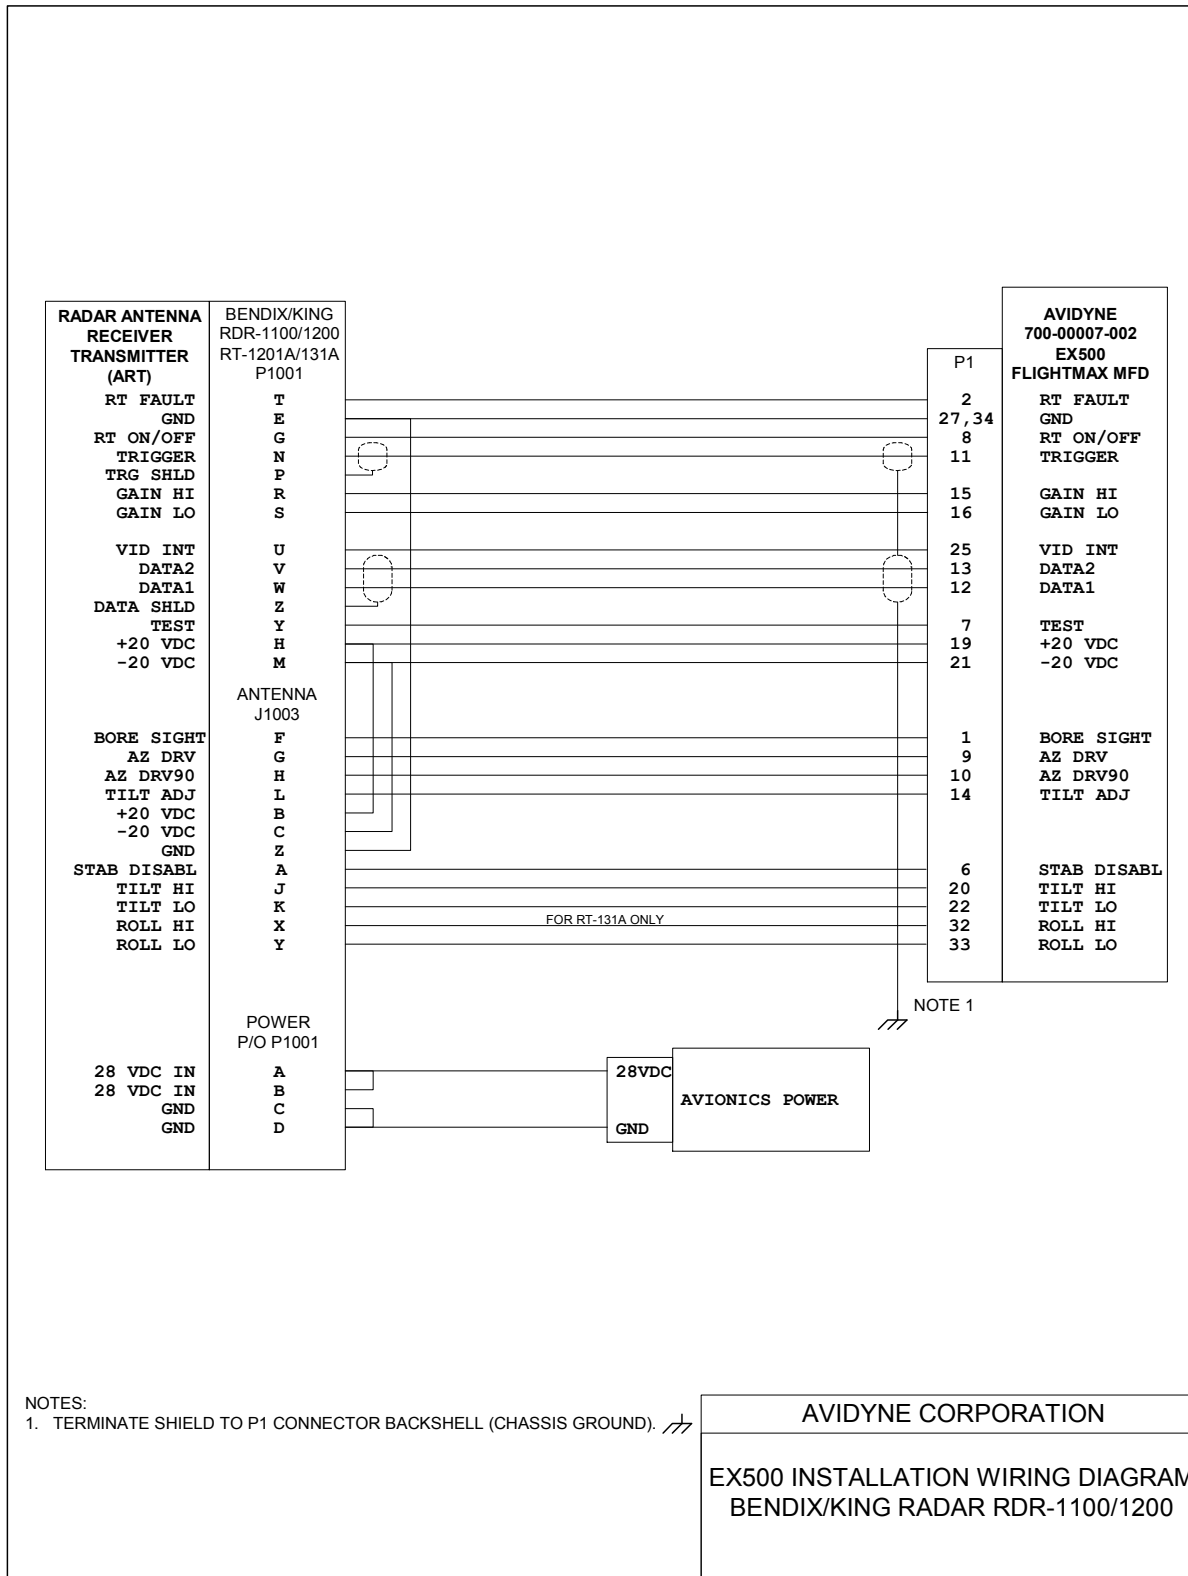 RADAR ANTENNA
RECEIVER
TRANSMITTER
(ART)
BENDIX/KING
RDR-1100/1200
RT-1201A/131A
P1001
P1
AVIDYNE
700-00007-002
EX500
FLIGHTMAX MFD
RT FAULT T 2 RT FAULT
GND E 27,34 GND
RT ON/OFF G 8 RT ON/OFF
TRIGGER N 11 TRIGGER
TRG SHLD P
GAIN HI R 15 GAIN HI
GAIN LO S 16 GAIN LO
VID INT U 25 VID INT
DATA2 V 13 DATA2
DATA1 W 12 DATA1
DATA SHLD Z
TEST Y 7 TEST
+20 VDC H 19 +20 VDC
-20 VDC M 21 -20 VDC
ANTENNA
J1003
BORE SIGHT F 1 BORE SIGHT
AZ DRV G 9 AZ DRV
AZ DRV90 H 10 AZ DRV90
TILT ADJ L 14 TILT ADJ
+20 VDC B
-20 VDC C
GND Z
STAB DISABL A 6 STAB DISABL
TILT HI J 20 TILT HI
TILT LO K 22 TILT LO
FOR RT-131A ONLY
ROLL HI X 32 ROLL HI
ROLL LO Y 33 ROLL LO
NOTE 1
POWER
P/O P1001
28 VDC IN A 28VDC
28 VDC IN B
AVIONICS POWER
GND C
GND D GND
NOTES:
1. TERMINATE SHIELD TO P1 CONNECTOR BACKSHELL (CHASSIS GROUND).
AVIDYNE CORPORATION
EX500 INSTALLATION WIRING DIAGRAM
BENDIX/KING RADAR RDR-1100/1200